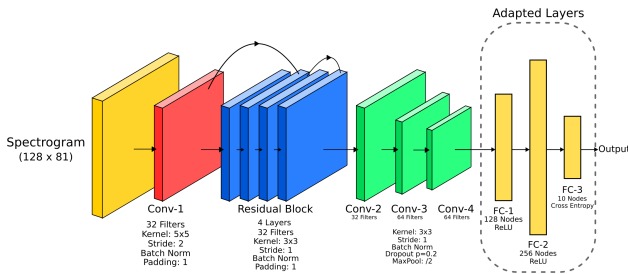 Adapted Layers
Spectrogram
(128 x 81)
Output
Conv-1
32 Filters
Kernel: 5x5
Stride: 2
Batch Norm
Padding: 1
Residual Block
4 Layers
32 Filters
Kernel: 3x3
Stride: 1
Batch Norm
Padding: 1
Conv-2
32 Filters
Conv-3
64 Filters
Conv-4
64 Filters
Kernel: 3x3
Stride: 1
Batch Norm
Dropout p=0.2
MaxPool: /2
FC-1
128 Nodes
ReLU
FC-2
256 Nodes
ReLU
FC-3
10 Nodes
Cross Entropy